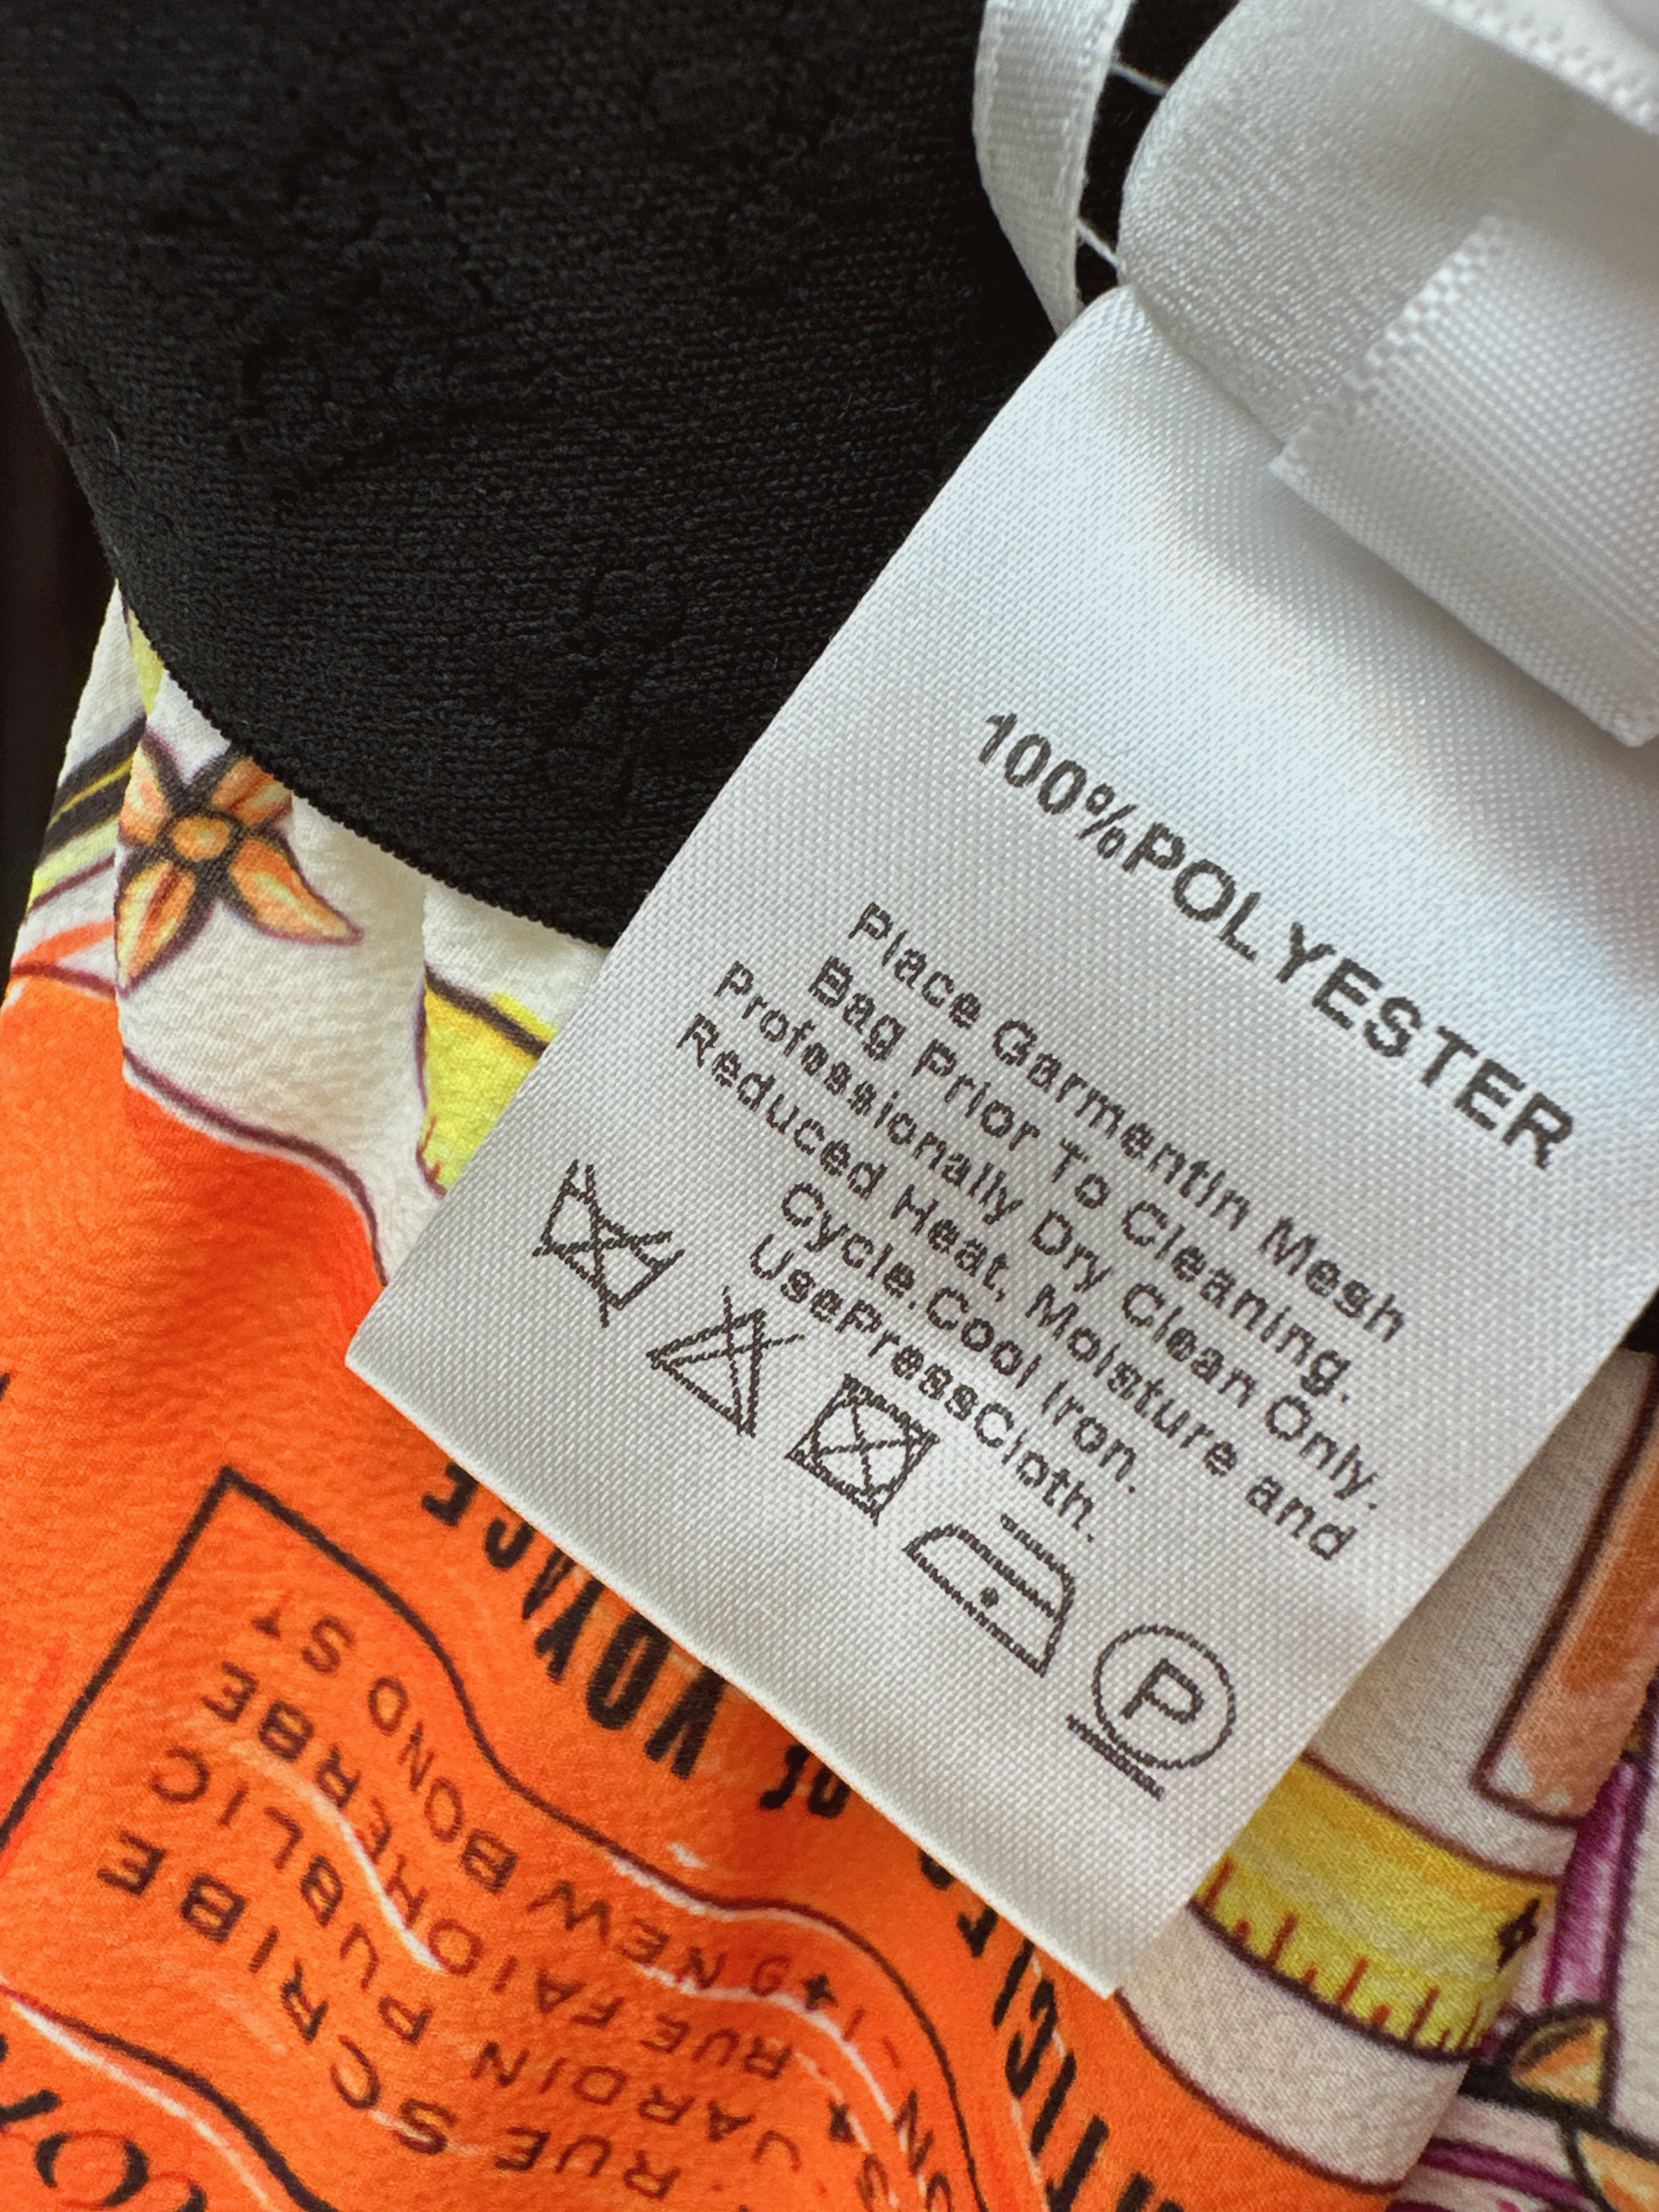 100%POLYESTER
Place Garmentin Mesh
Bag Prior To Cleaning.
Professionally Dry Clean Only.
Reduced Heat, Moisture and
Cycle.Cool Iron.
UsePressCloth.
P
RUE SCRIBE
JARDIN PUBLIC
RUE FAIDHERBE
NEW BOND ST
VOYAGE